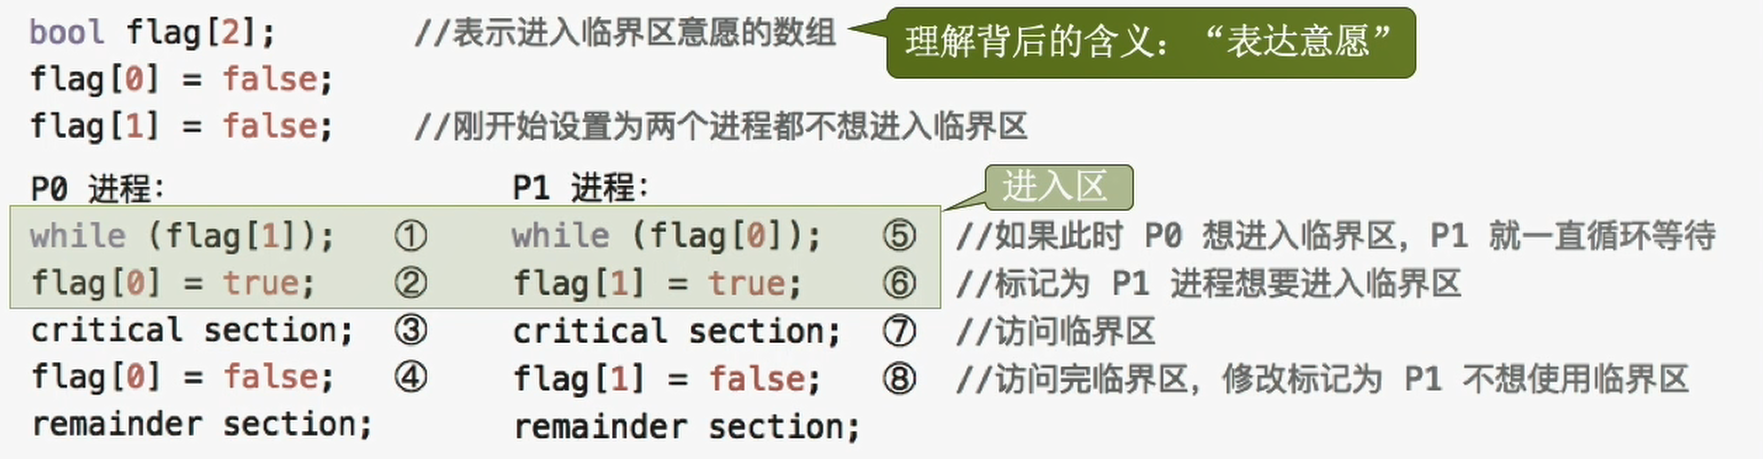 bool flag[2]; //表示进入临界区意愿的数组 理解背后的含义：“表达意愿”
flag[0] = false;
flag[1] = false; //刚开始设置为两个进程都不想进入临界区
P0 进程： P1 进程： 进入区
while (flag[1]); ① while (flag[0]); ⑤ //如果此时 P0 想进入临界区，P1 就一直循环等待
flag[0] = true; ② flag[1] = true; ⑥ //标记为 P1 进程想要进入临界区
critical section; ③ critical section; ⑦ //访问临界区
flag[0] = false; ④ flag[1] = false; ⑧ //访问完临界区，修改标记为 P1 不想使用临界区
remainder section; remainder section;